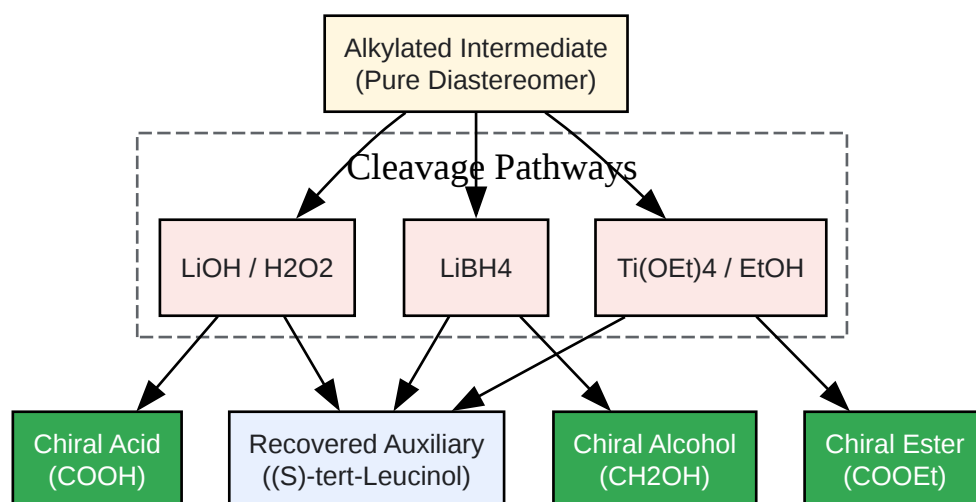 Alkylated Intermediate
(Pure Diastereomer)
Cleavage Pathways
LiOH / H2O2
LiBH4
Ti(OEt)4 / EtOH
Chiral Acid
(COOH)
Recovered Auxiliary
((S)-tert-Leucinol)
Chiral Alcohol
(CH2OH)
Chiral Ester
(COOEt)